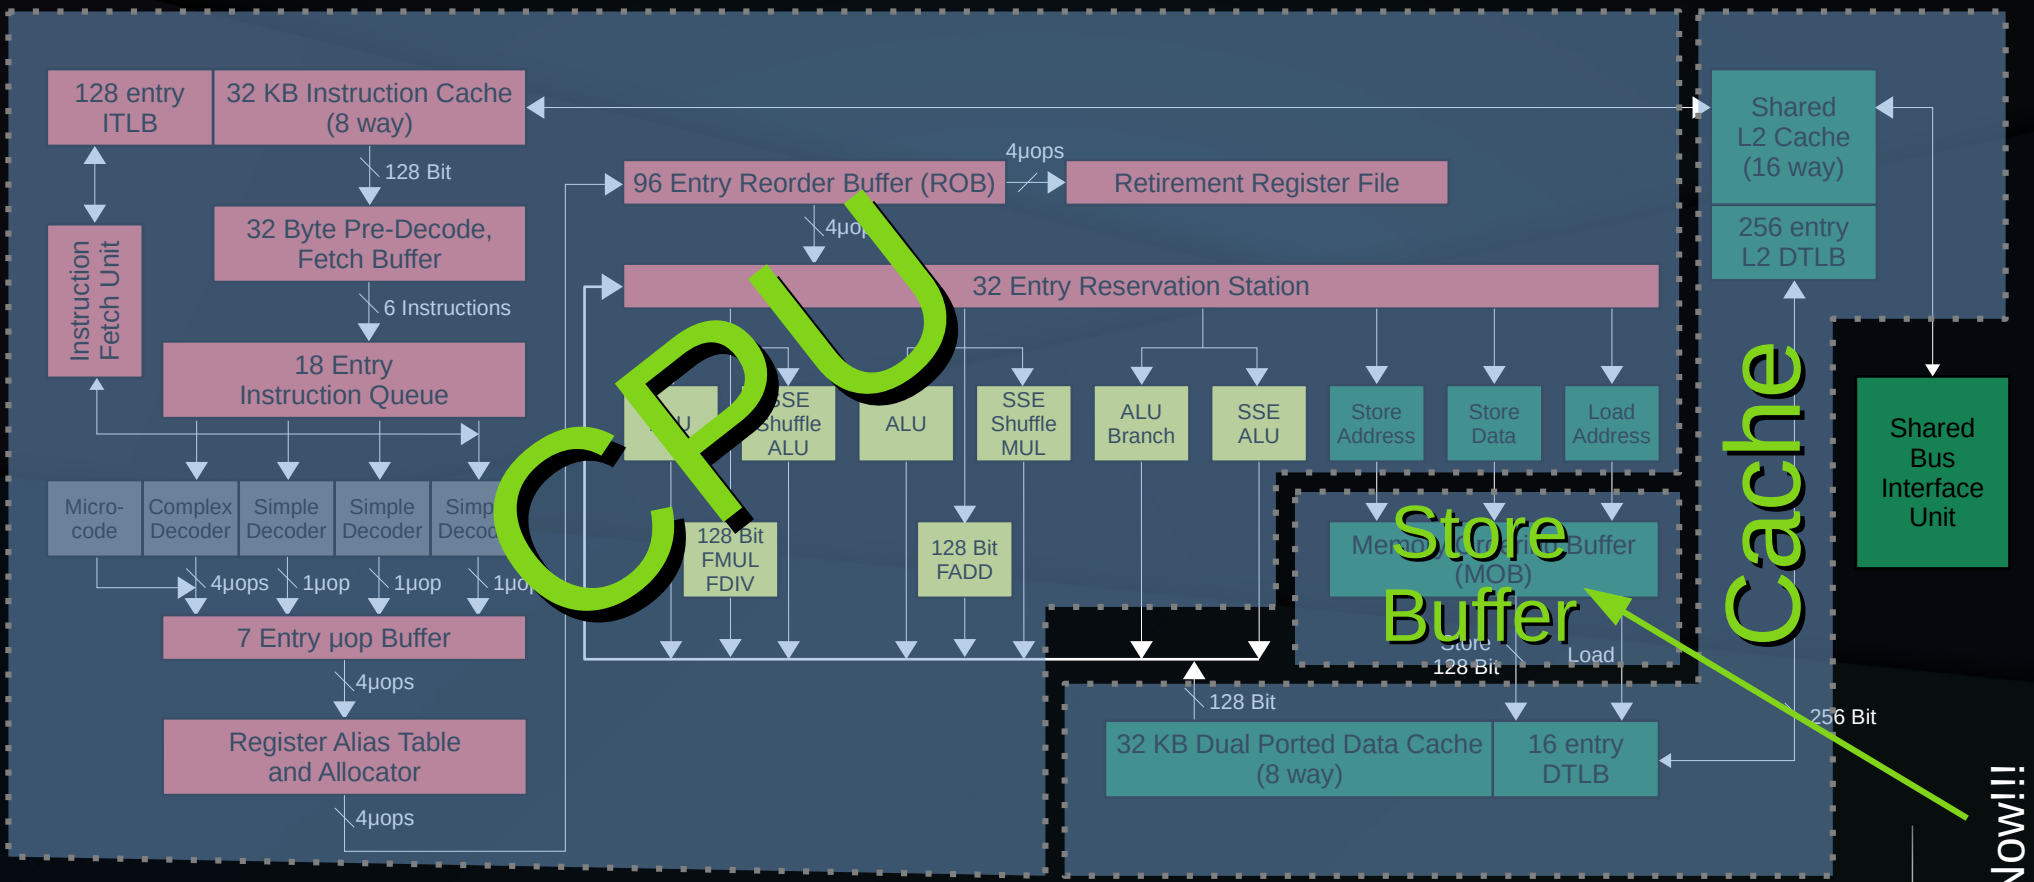 128 entry
ITLB
32 KB Instruction Cache
(8 way)
128 Bit
Instruction
Fetch Unit
32 Byte Pre-Decode,
Fetch Buffer
6 Instructions
18 Entry
Instruction Queue
Micro-
code
Complex
Decoder
Simple
Decoder
Simple
Decoder
4µops
1µop
1µop
7 Entry µop Buffer
4µops
Register Alias Table
and Allocator
4µops
96 Entry Reorder Buffer (ROB)
4µops
Retirement Register File
32 Entry Reservation Station
CPU
ALU
ALU
SSE
Shuffle
MUL
ALU
Branch
SSE
ALU
Store
Address
Store
Data
Load
Address
128 Bit
FMUL
FDIV
128 Bit
FADD
Memory Ordering Buffer
(MOB)
Store
Buffer
Store
128 Bit
Load
128 Bit
32 KB Dual Ported Data Cache
(8 way)
16 entry
DTLB
Shared
L2 Cache
(16 way)
256 entry
L2 DTLB
Cache
256 Bit
Shared
Bus
Interface
Unit
Now!!!